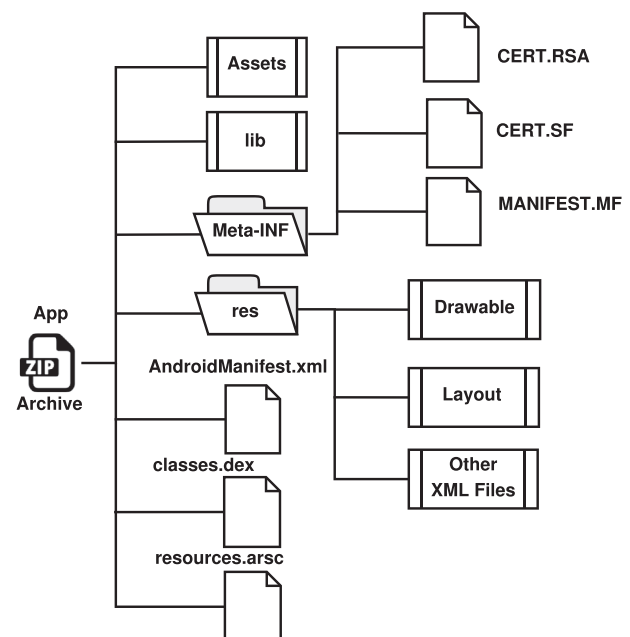 Assets
CERT.RSA
lib
CERT.SF
Meta-INF
MANIFEST.MF
res
Drawable
App
ZIP
Archive
AndroidManifest.xml
Layout
classes.dex
Other
XML Files
resources.arsc